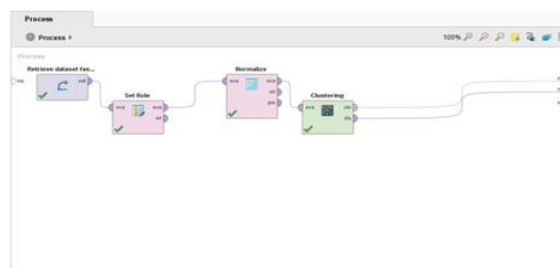 Process
Process
100%
Process
Retrieve dataset fas...
inp
out
Set Role
exa
exa
ori
Normalize
exa
exa
ori
pre
Clustering
exa
clu
clu